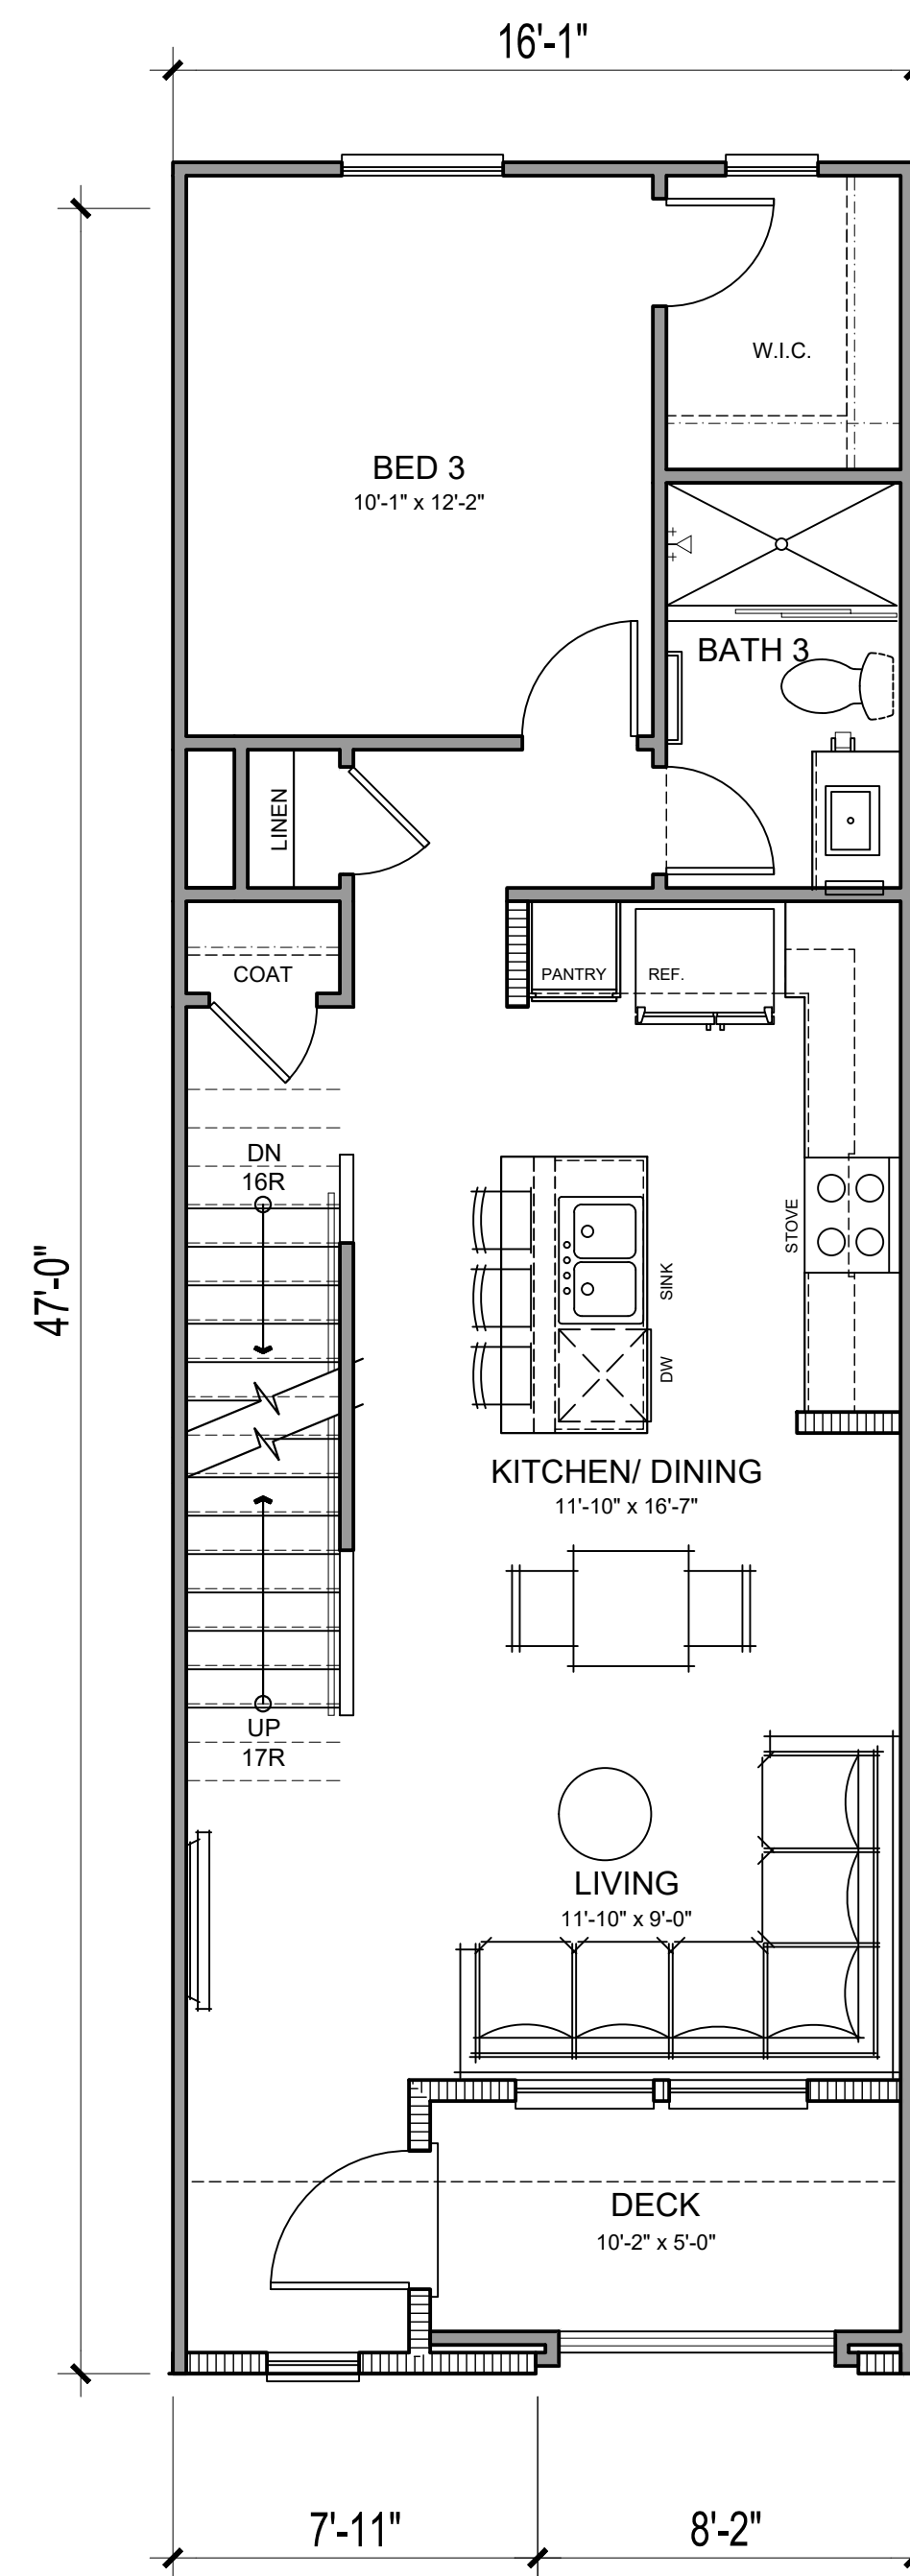 16'-1"
W.I.C.
BED 3
10'-1" x 12'-2"
BATH 3
LINEN
COAT
PANTRY
REF.
DN
16R
STOVE
SINK
47'-0"
DW
KITCHEN/ DINING
11'-10" x 16'-7"
UP
17R
LIVING
11'-10" x 9'-0"
DECK
10'-2" x 5'-0"
7'-11"
8'-2"